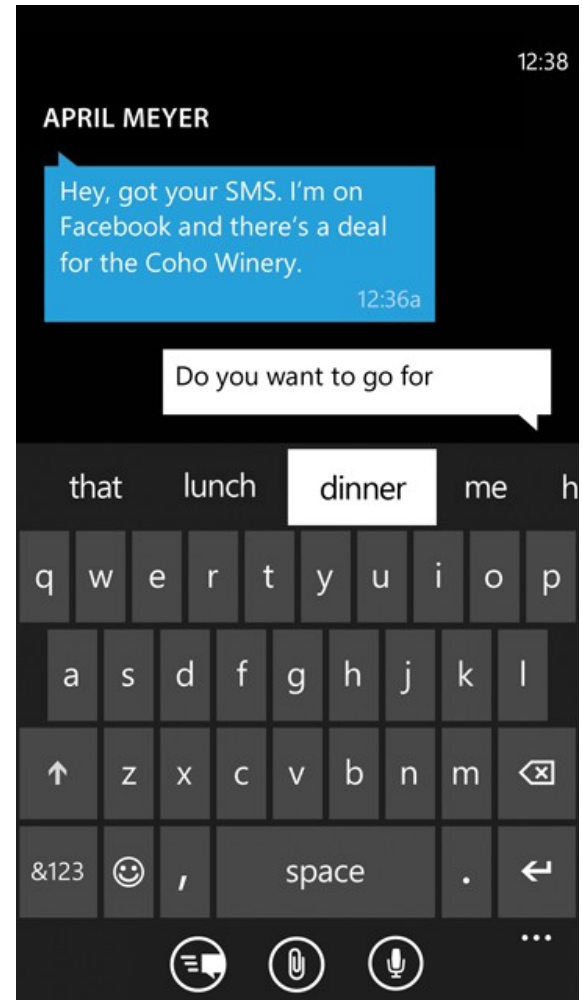 12:38
APRIL MEYER
Hey, got your SMS. I'm on
Facebook and there's a deal
for the Coho Winery.
12:36a
Do you want to go for
that lunch dinner me h
q w e r t y u i o p
a s d f g h j k l
z x c v b n m
&123 , space .
...